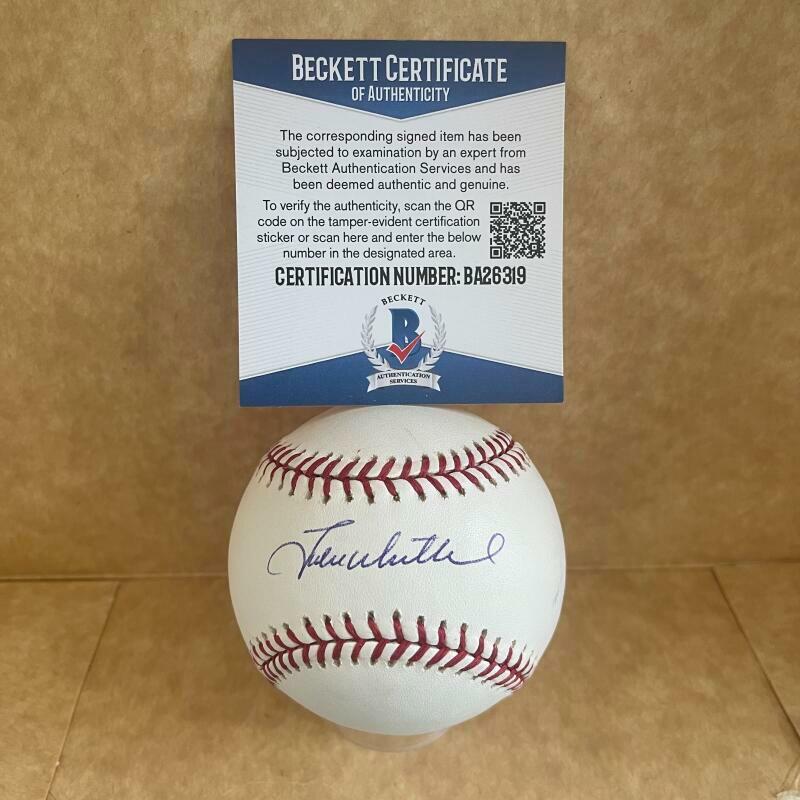 BECKETT CERTIFICATE
OF AUTHENTICITY
The corresponding signed item has been
subjected to examination by an expert from
Beckett Authentication Services and has
been deemed authentic and genuine.
To verify the authenticity, scan the QR
code on the tamper-evident certification
sticker or scan here and enter the below
number in the designated area.
CERTIFICATION NUMBER: BA26319
BECKETT
B
AUTHENTICATION
SERVICES